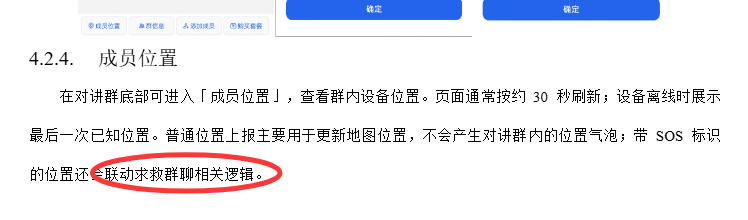 确定
确定
成员位置 群信息 添加成员 购买套餐
4.2.4. 成员位置
在对讲群底部可进入「成员位置」，查看群内设备位置。页面通常按约 30 秒刷新；设备离线时展示
最后一次已知位置。普通位置上报主要用于更新地图位置，不会产生对讲群内的位置气泡；带 SOS 标识
的位置还会联动求救群聊相关逻辑。